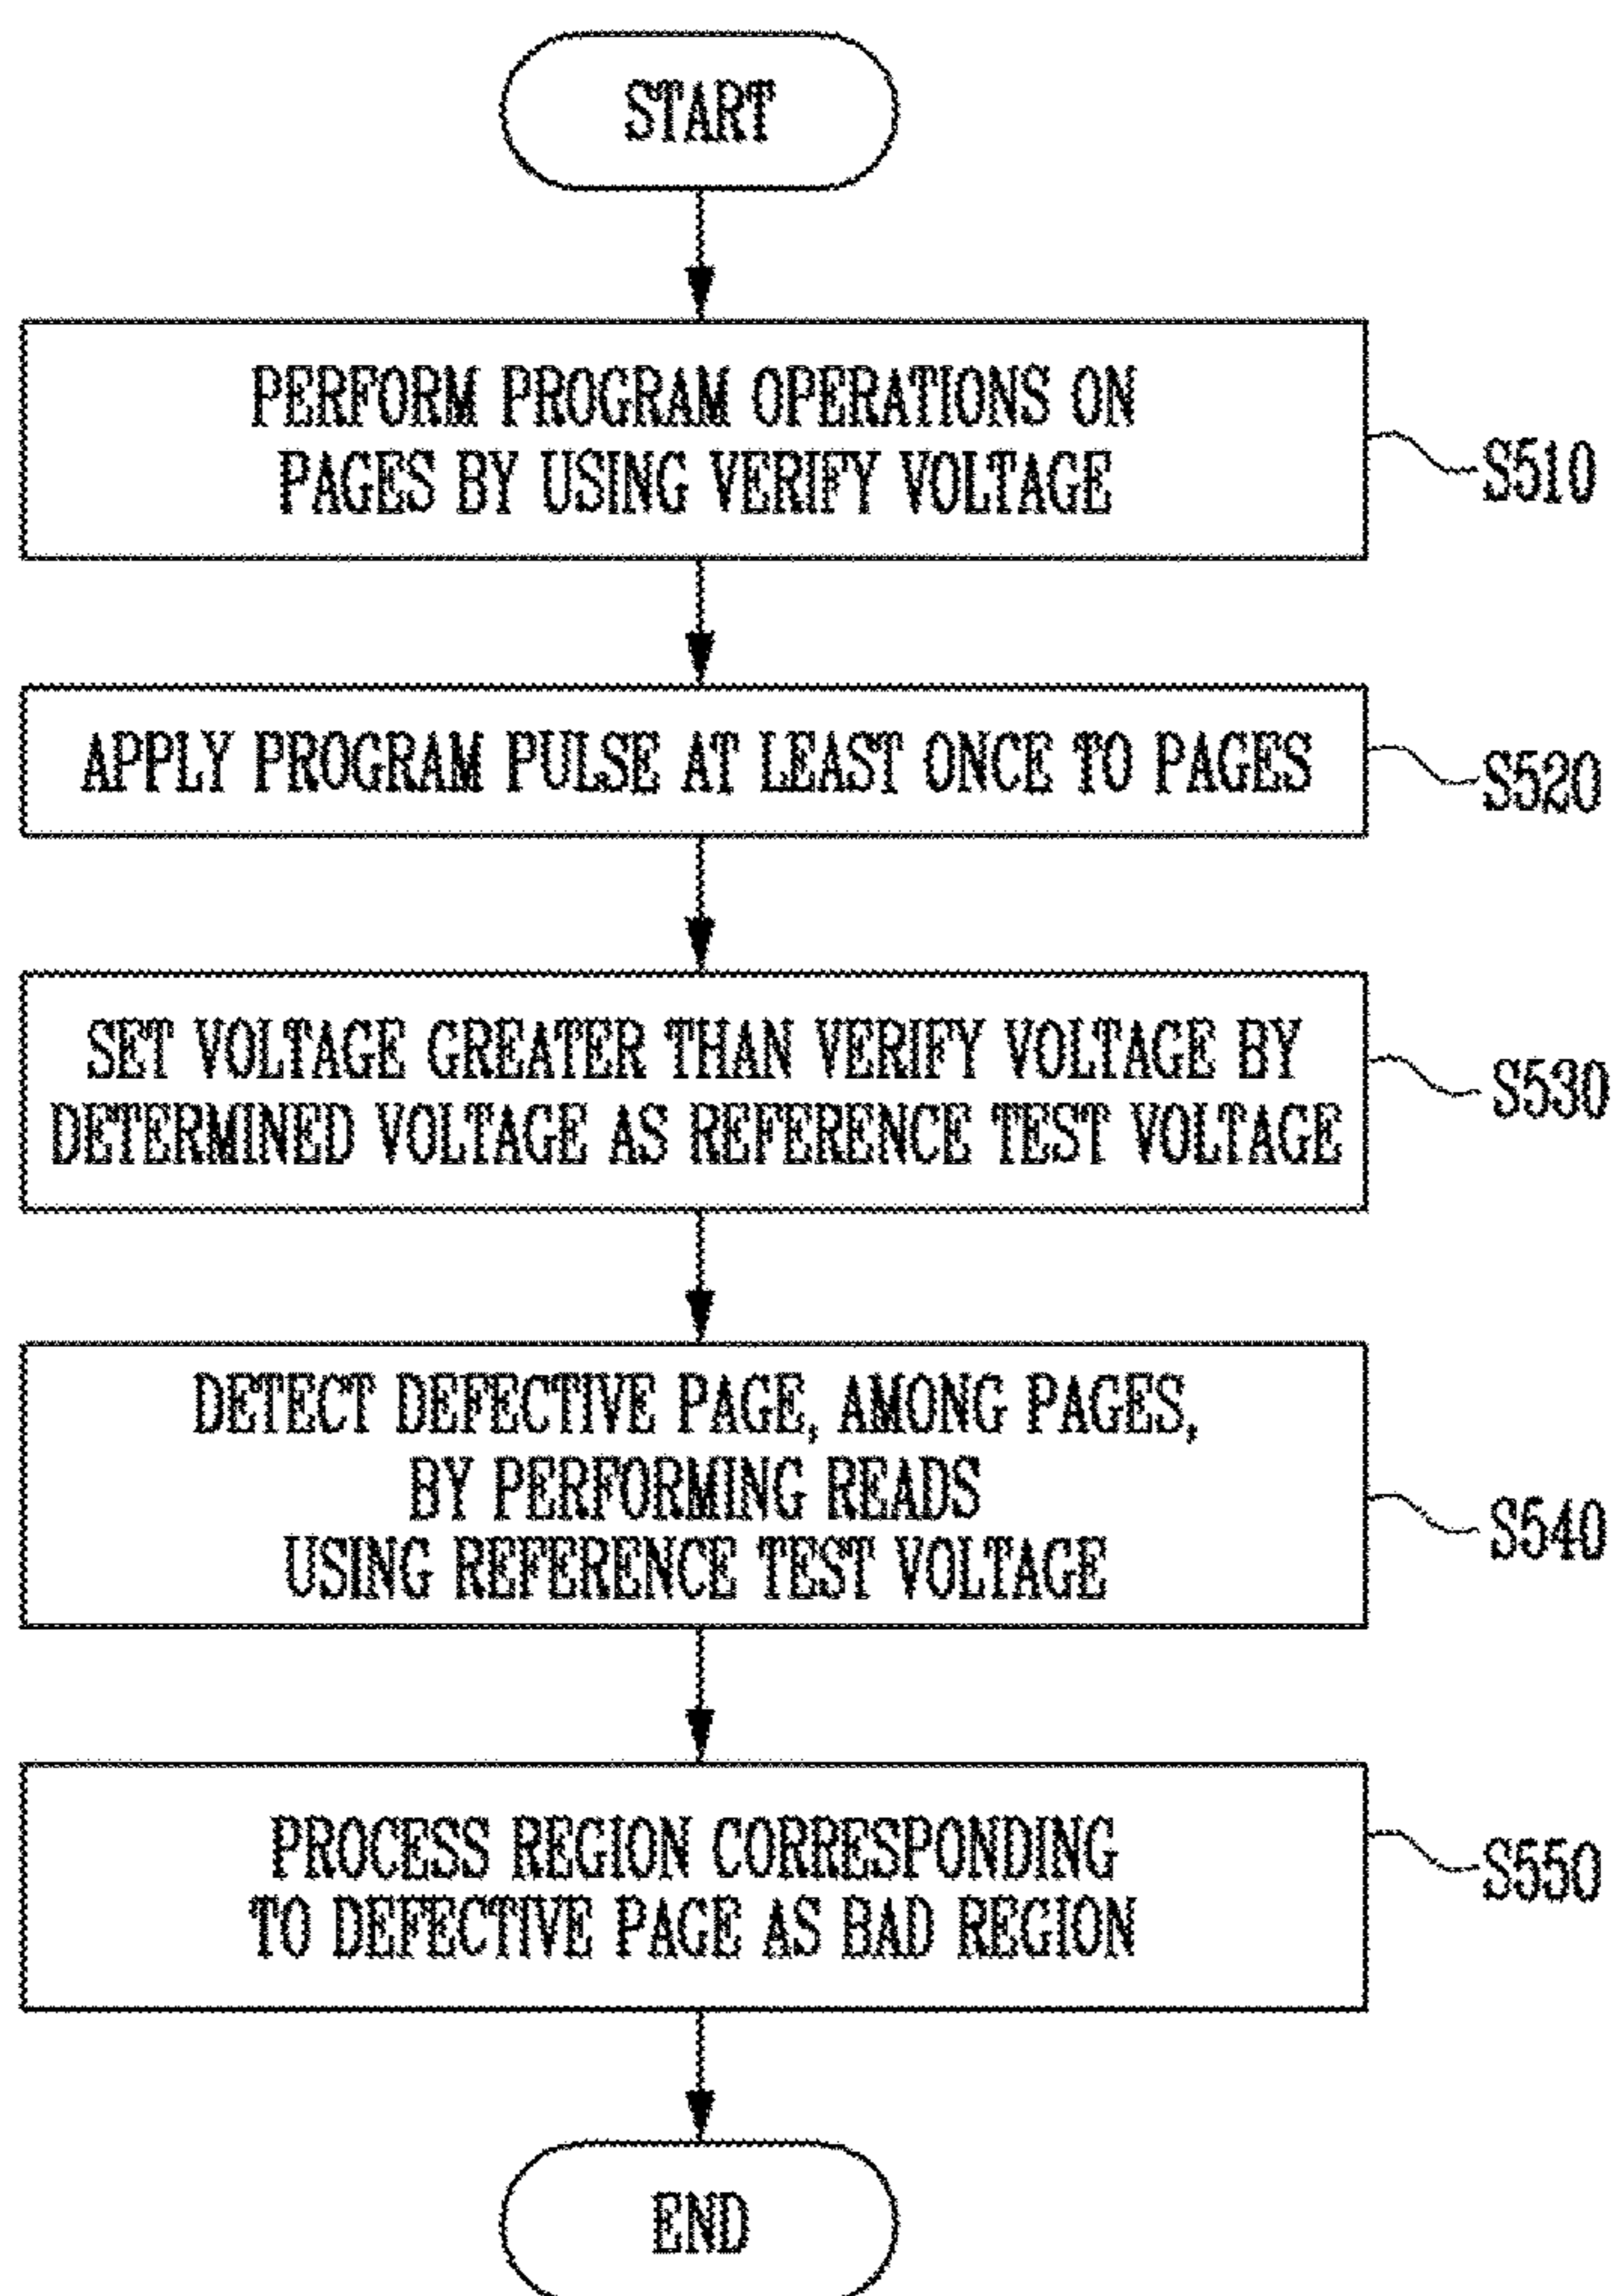 START
PERFORM PROGRAM OPERATIONS ON
PAGES BY USING VERIFY VOLTAGE
S510
APPLY PROGRAM PULSE AT LEAST ONCE TO PAGES
S520
SET VOLTAGE GREATER THAN VERIFY VOLTAGE BY
DETERMINED VOLTAGE AS REFERENCE TEST VOLTAGE
S530
DETECT DEFECTIVE PAGE, AMONG PAGES,
BY PERFORMING READS
USING REFERENCE TEST VOLTAGE
S540
PROCESS REGION CORRESPONDING
TO DEFECTIVE PAGE AS BAD REGION
S550
END